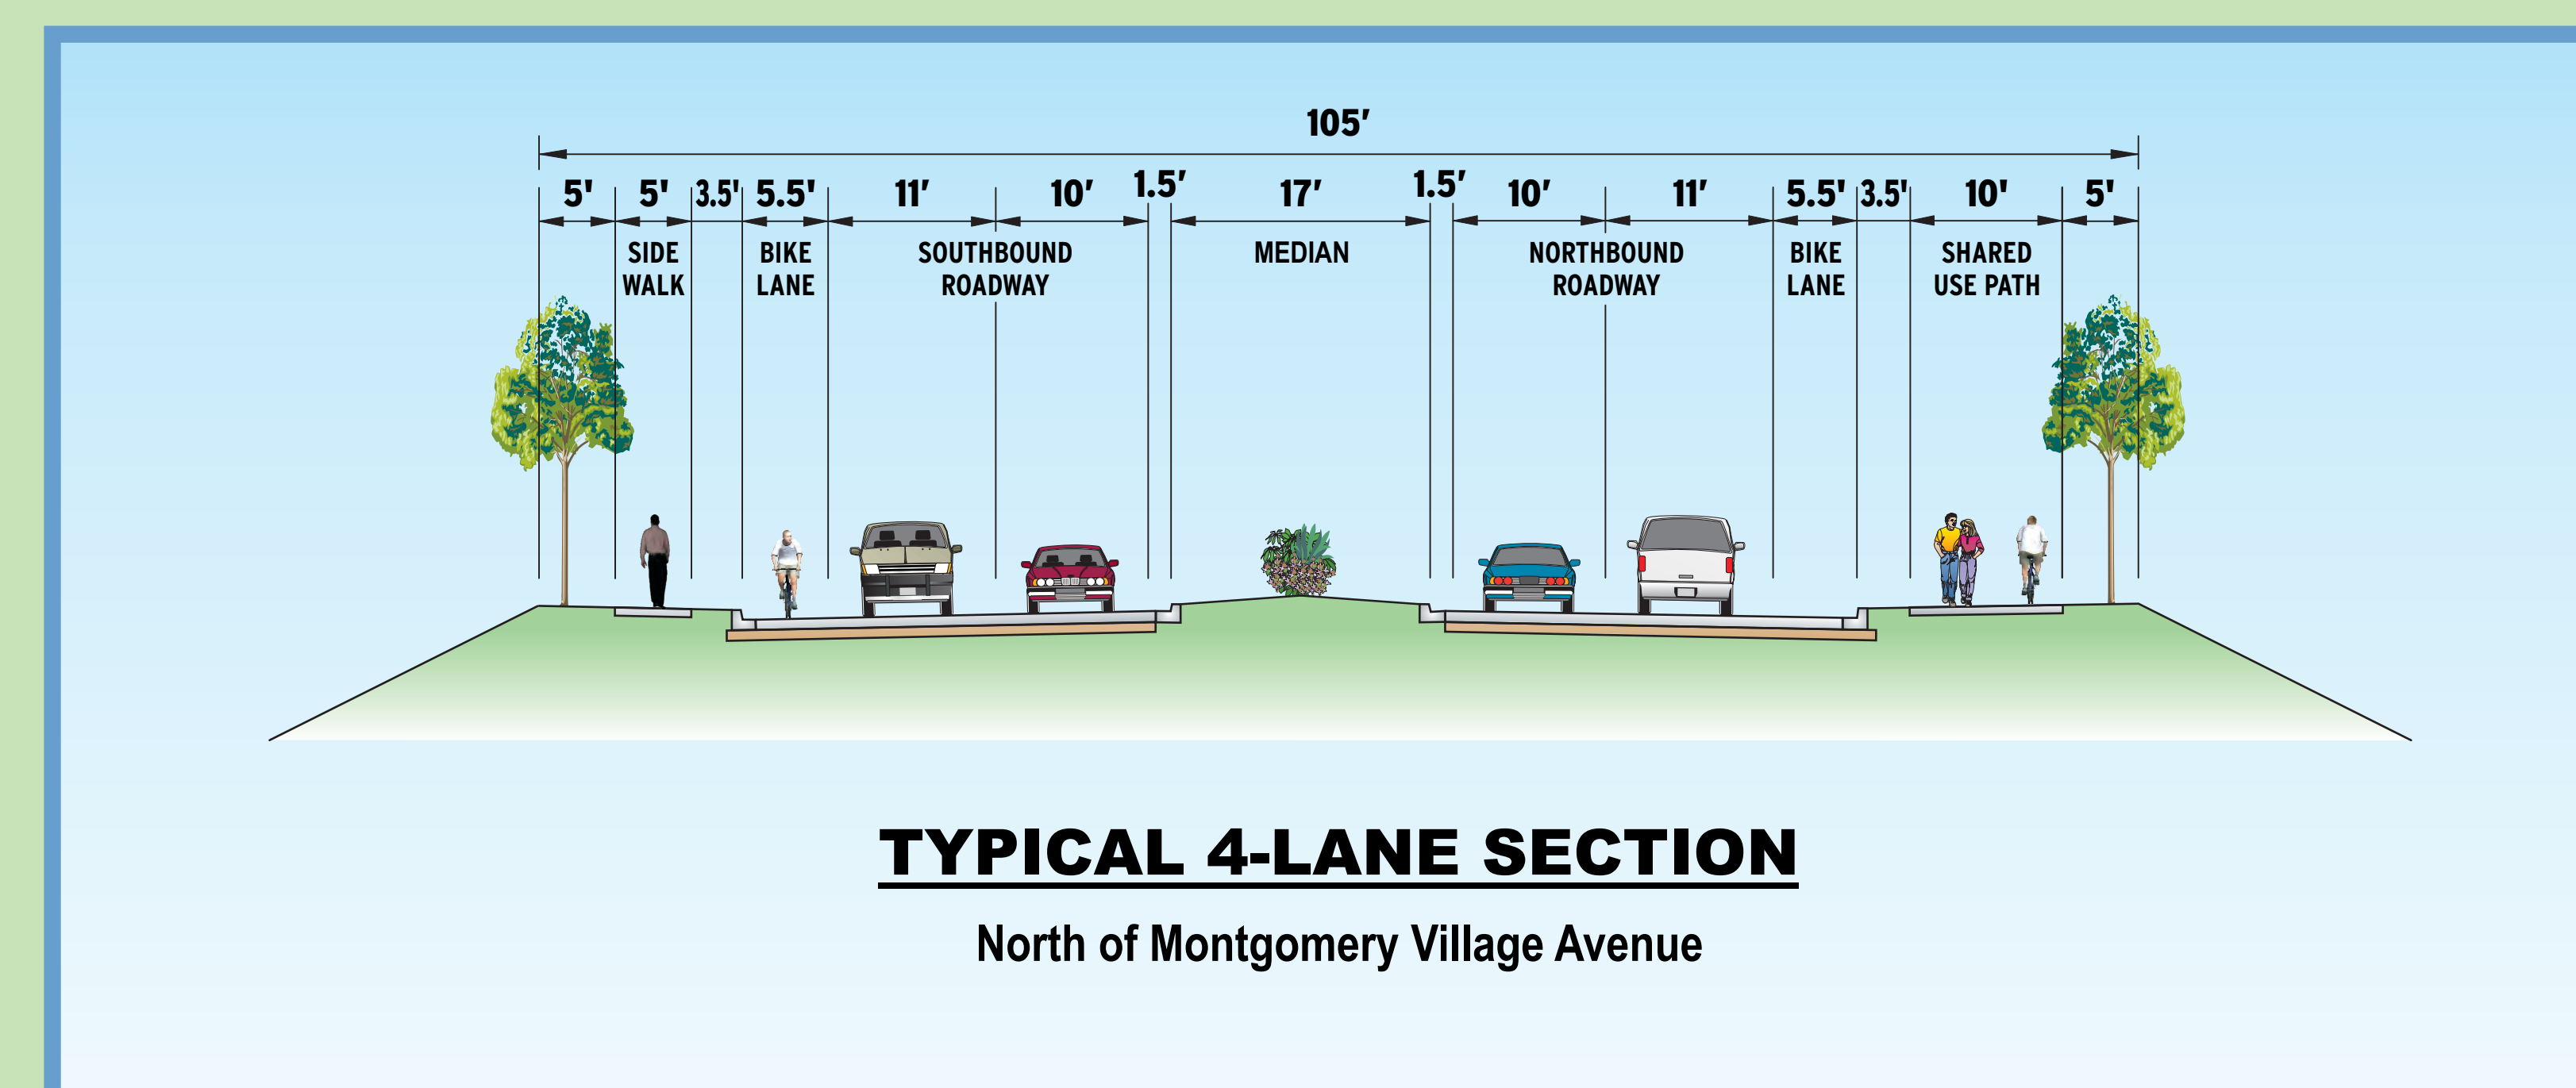 105′
5' 5' 3.5' 5.5' 11′ 10′ 1.5′ 17′ 1.5′ 10′ 11′ 5.5' 3.5' 10' 5'
SIDE
WALK
BIKE
LANE
SOUTHBOUND
ROADWAY
MEDIAN
NORTHBOUND
ROADWAY
BIKE
LANE
SHARED
USE PATH
TYPICAL 4-LANE SECTION
North of Montgomery Village Avenue